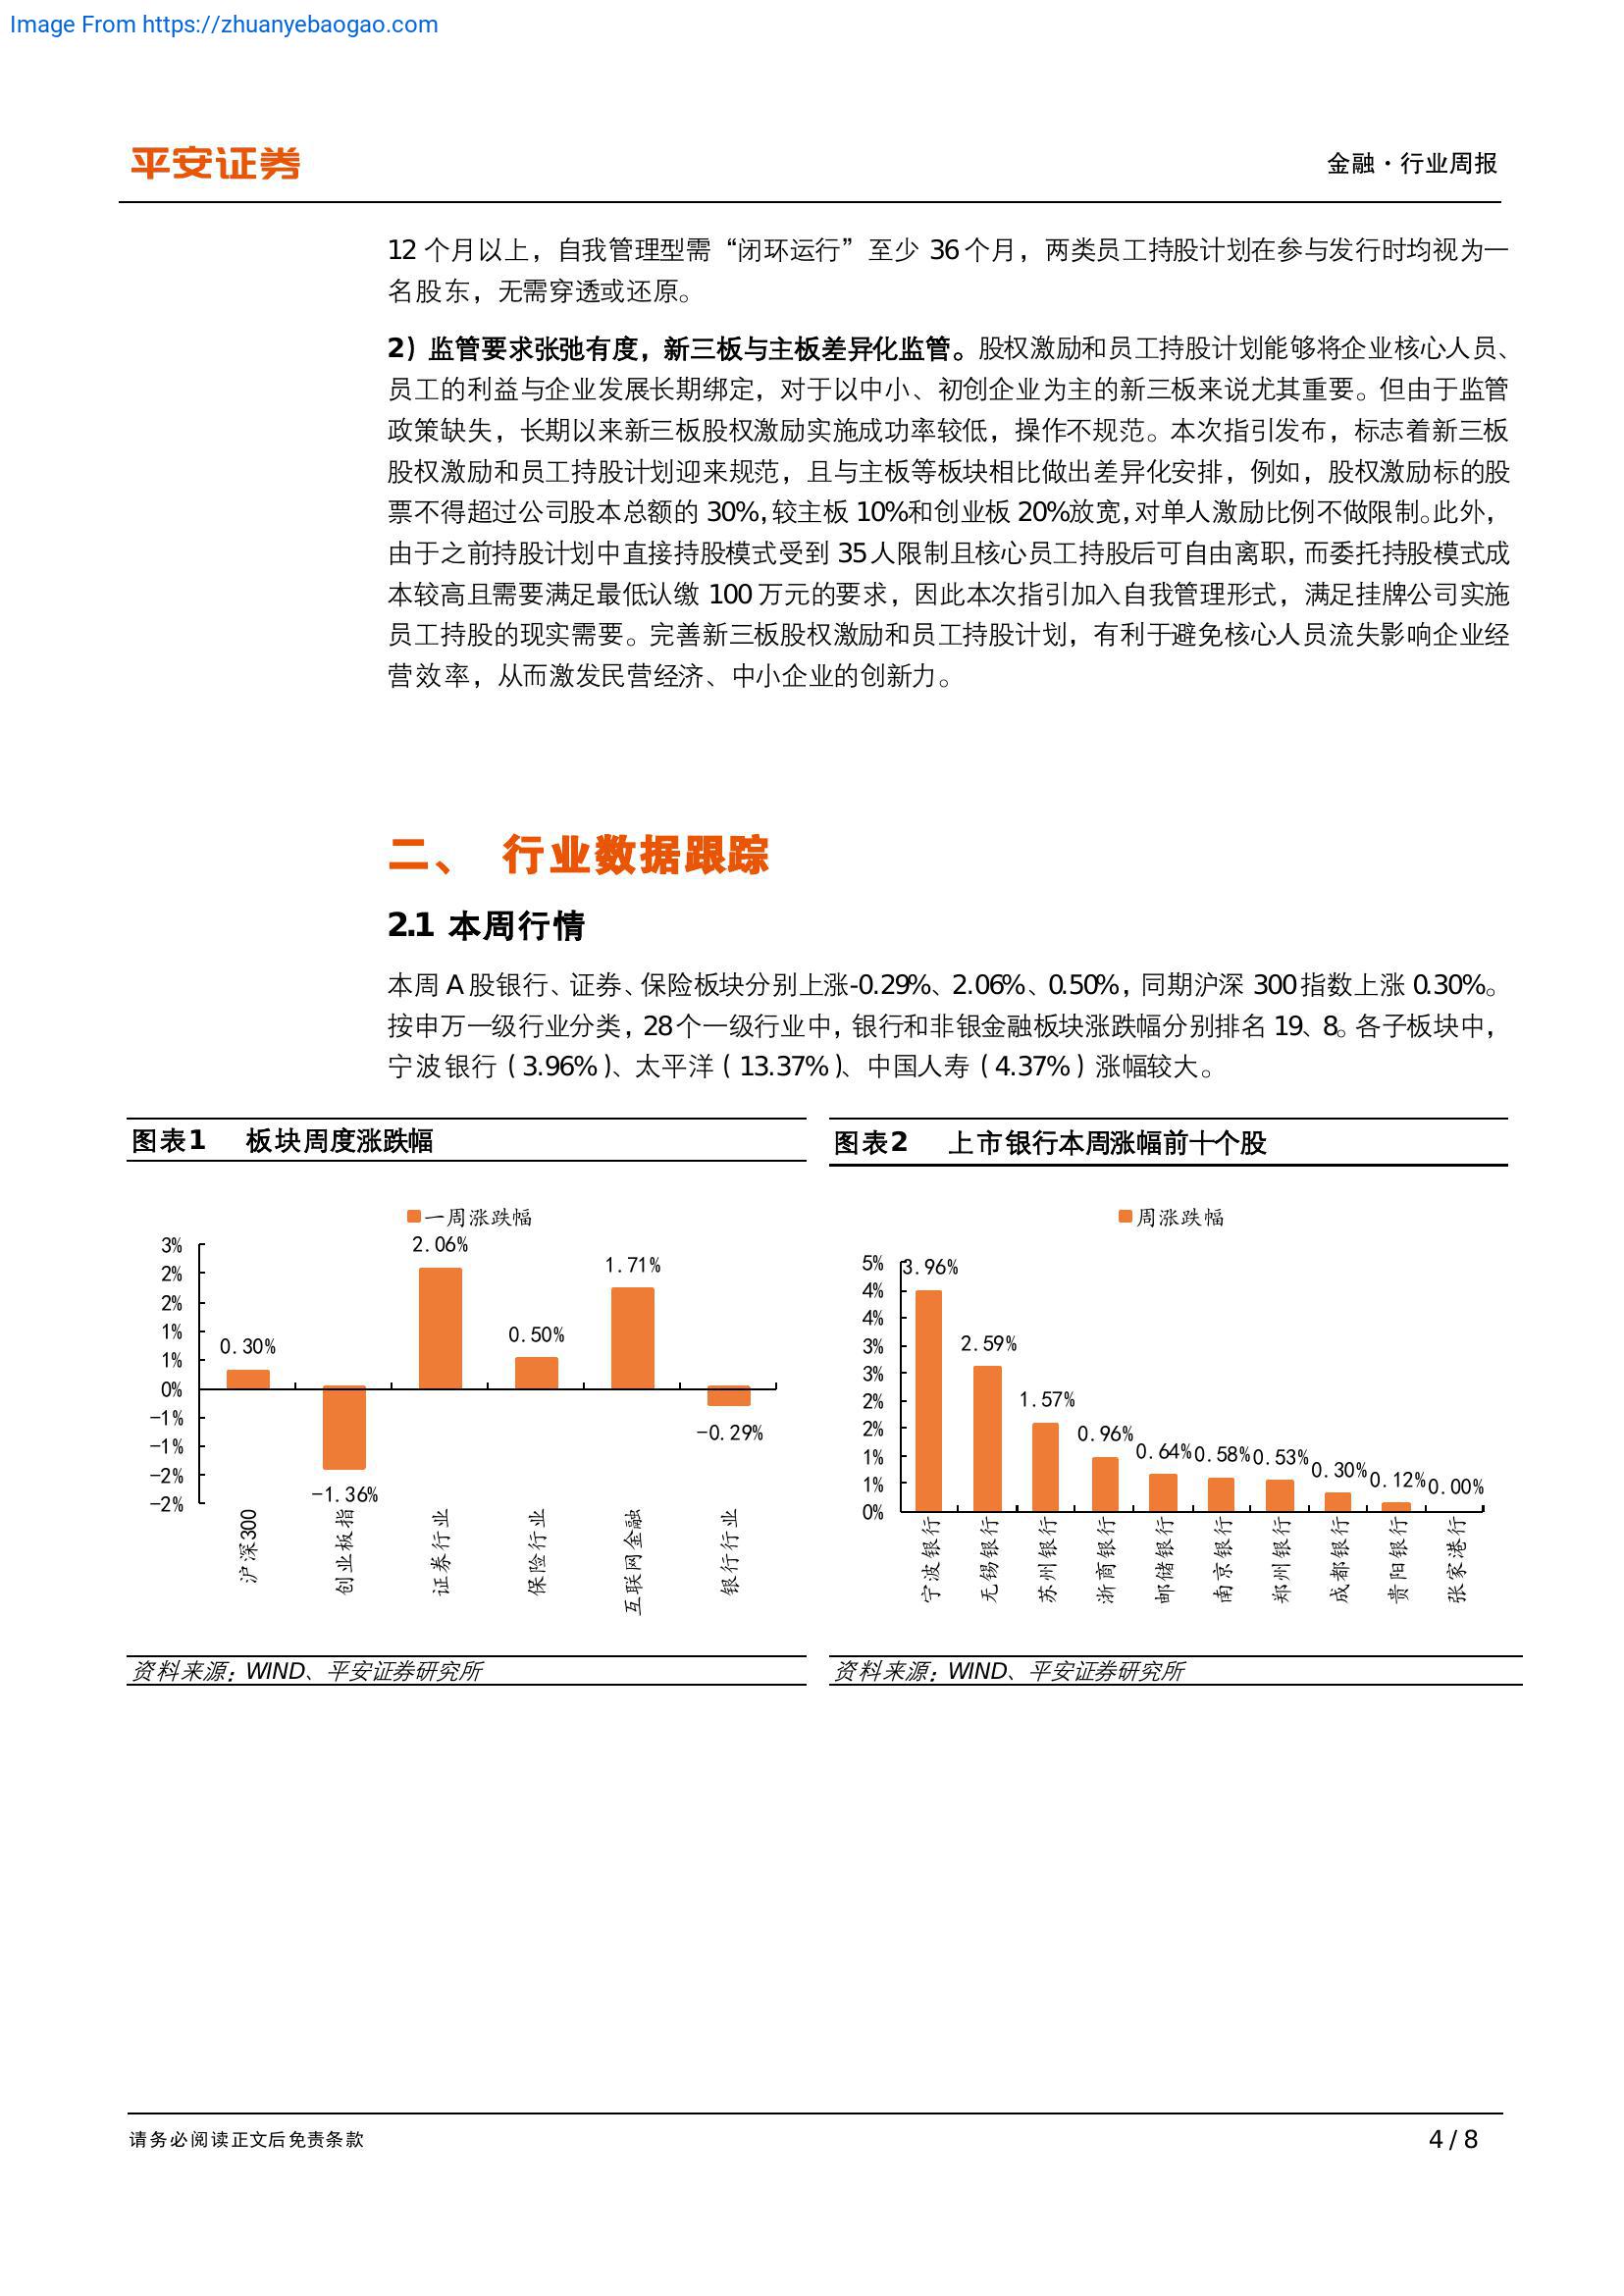 Image From https://zhuanyebaogao.com
平安证券
金融·行业周报
12 个月以上，自我管理型需“闭环运行”至少 36 个月，两类员工持股计划在参与发行时均视为一
名股东，无需穿透或还原。
2）监管要求张弛有度，新三板与主板差异化监管。股权激励和员工持股计划能够将企业核心人员、
员工的利益与企业发展长期绑定，对于以中小、初创企业为主的新三板来说尤其重要。但由于监管
政策缺失，长期以来新三板股权激励实施成功率较低，操作不规范。本次指引发布，标志着新三板
股权激励和员工持股计划迎来规范，且与主板等板块相比做出差异化安排，例如，股权激励标的股
票不得超过公司股本总额的 30%，较主板 10%和创业板 20%放宽，对单人激励比例不做限制。此外，
由于之前持股计划中直接持股模式受到 35 人限制且核心员工持股后可自由离职，而委托持股模式成
本较高且需要满足最低认缴 100 万元的要求，因此本次指引加入自我管理形式，满足挂牌公司实施
员工持股的现实需要。完善新三板股权激励和员工持股计划，有利于避免核心人员流失影响企业经
营效率，从而激发民营经济、中小企业的创新力。
二、 行业数据跟踪
2.1 本周行情
本周 A 股银行、证券、保险板块分别上涨-0.29%、2.06%、0.50%，同期沪深 300 指数上涨 0.30%。
按申万一级行业分类，28 个一级行业中，银行和非银金融板块涨跌幅分别排名 19、8。各子板块中，
宁波银行（3.96%）、太平洋（13.37%）、中国人寿（4.37%）涨幅较大。
图表1 板块周度涨跌幅
一周涨跌幅
3%
2%
2%
1%
1%
0%
-1%
-1%
-2%
-2%
0.30%
-1.36%
2.06%
0.50%
1.71%
-0.29%
沪深300
创业板指
证券行业
保险行业
互联网金融
银行行业
资料来源：WIND、平安证券研究所
图表2 上市银行本周涨幅前十个股
周涨跌幅
5%
4%
4%
3%
3%
2%
2%
1%
1%
0%
3.96%
2.59%
1.57%
0.96%
0.64%
0.58%
0.53%
0.30%
0.12%
0.00%
宁波银行
无锡银行
苏州银行
浙商银行
邮储银行
南京银行
郑州银行
成都银行
贵阳银行
张家港行
资料来源：WIND、平安证券研究所
请务必阅读正文后免责条款
4 / 8